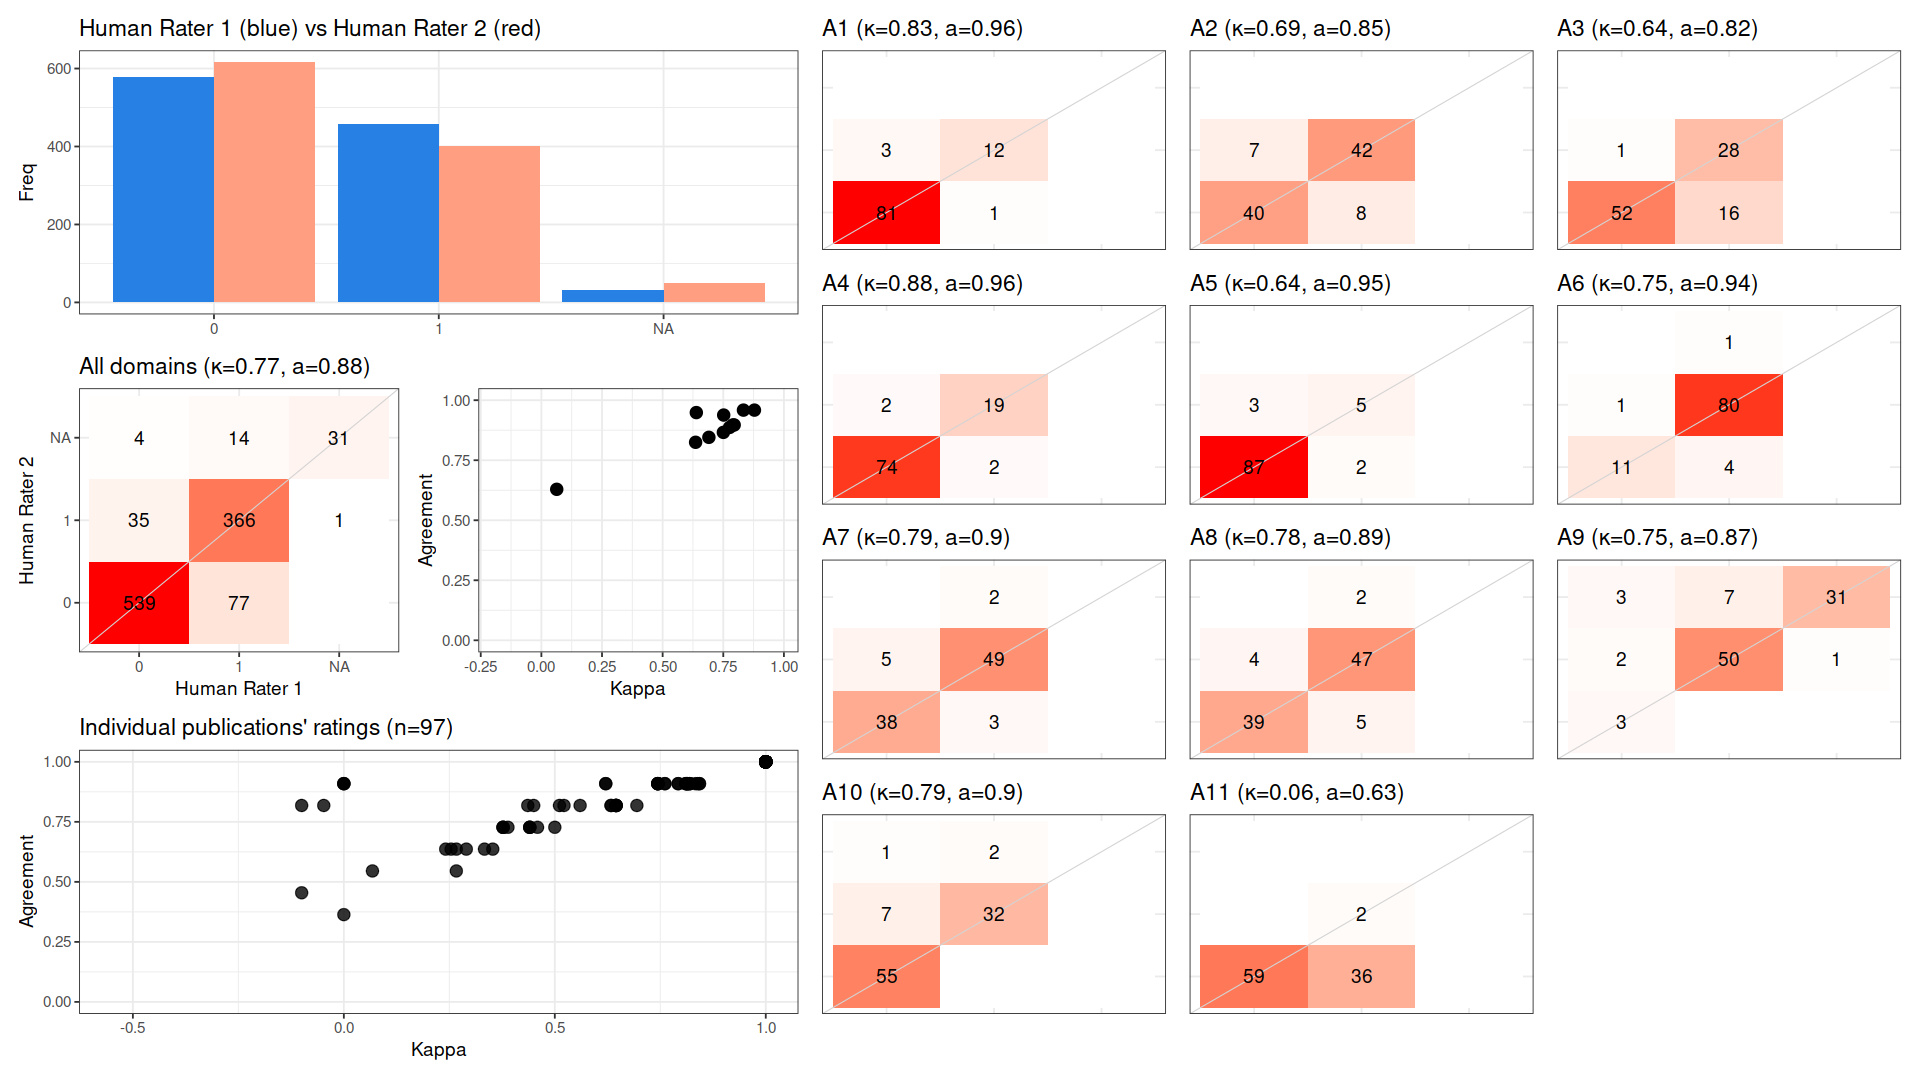 Human Rater 1 (blue) vs Human Rater 2 (red)
Freq
600
400
200
0
0 1 NA
All domains (κ=0.77, a=0.88)
Human Rater 2
NA
1
0
4 14 31
35 366 1
539 77
0 1 NA
Human Rater 1
Agreement
1.00
0.75
0.50
0.25
0.00
-0.25 0.00 0.25 0.50 0.75 1.00
Kappa
Individual publications' ratings (n=97)
Agreement
1.00
0.75
0.50
0.25
0.00
-0.5 0.0 0.5 1.0
Kappa
A1 (κ=0.83, a=0.96)
3 12
81 1
A2 (κ=0.69, a=0.85)
7 42
40 8
A3 (κ=0.64, a=0.82)
1 28
52 16
A4 (κ=0.88, a=0.96)
2 19
74 2
A5 (κ=0.64, a=0.95)
3 5
87 2
A6 (κ=0.75, a=0.94)
1
1 80
11 4
A7 (κ=0.79, a=0.9)
2
5 49
38 3
A8 (κ=0.78, a=0.89)
2
4 47
39 5
A9 (κ=0.75, a=0.87)
3 7 31
2 50 1
3
A10 (κ=0.79, a=0.9)
1 2
7 32
55
A11 (κ=0.06, a=0.63)
2
59 36